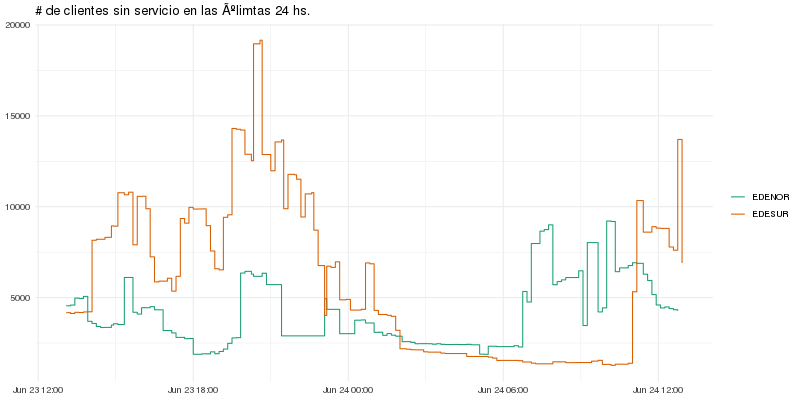 # de clientes sin servicio en las Ãºlimtas 24 hs.
20000
15000
10000
5000
Jun 23 12:00
Jun 23 18:00
Jun 24 00:00
Jun 24 06:00
Jun 24 12:00
EDENOR
EDESUR